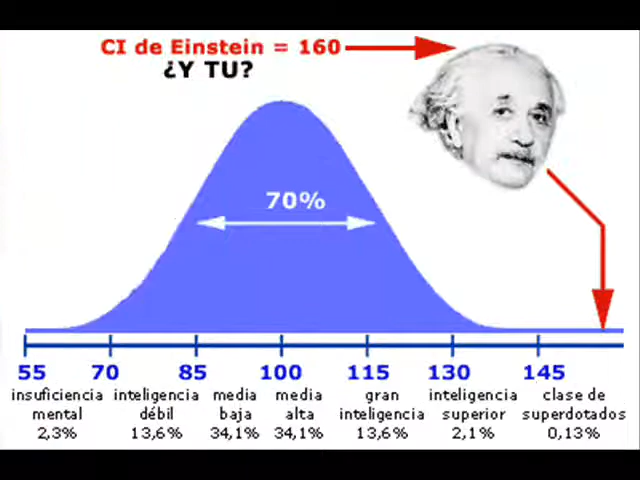 CI de Einstein = 160
¿Y TU?
70%
55 70 85 100 115 130 145
insuficiencia inteligencia media media gran inteligencia clase de
mental débil baja alta inteligencia superior superdotados
2,3% 13,6% 34,1% 34,1% 13,6% 2,1% 0,13%